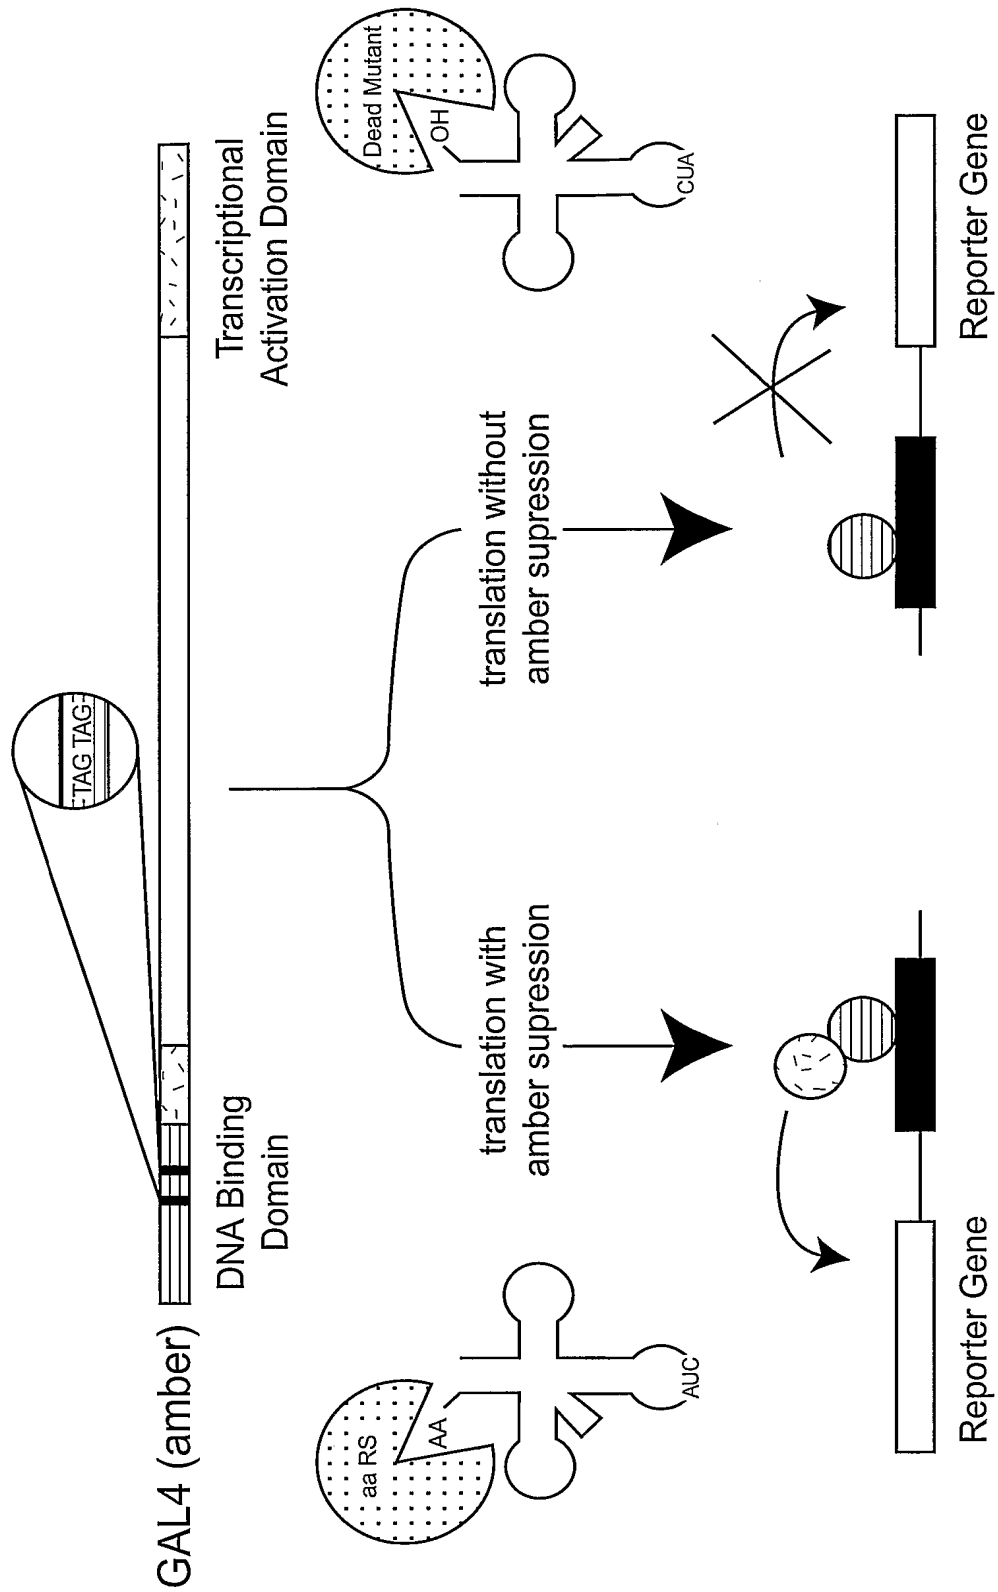 -TAG TAG-
GAL4 (amber)
DNA Binding
Domain
Transcriptional
Activation Domain
aa RS
AA
AUC
translation with
amber supression
translation without
amber supression
Dead Mutant
OH
CUA
Reporter Gene
Reporter Gene